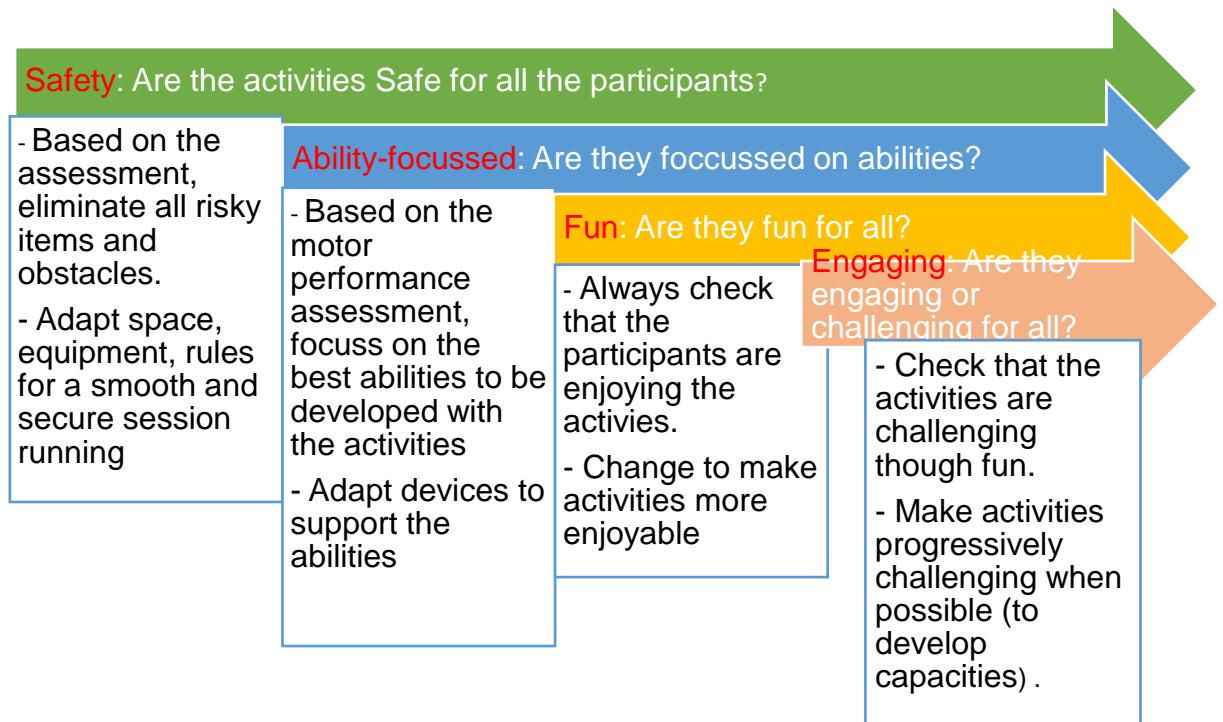 Safety: Are the activities Safe for all the participants?
- Based on the
assessment,
eliminate all risky
items and
obstacles.
- Adapt space,
equipment, rules
for a smooth and
secure session
running
Ability-focussed: Are they foccussed on abilities?
- Based on the
motor
performance
assessment,
focuss on the
best abilities to be
developed with
the activities
- Adapt devices to
support the
abilities
Fun: Are they fun for all?
- Always check
that the
participants are
enjoying the
activies.
- Change to make
activities more
enjoyable
Engaging: Are they
engaging or
challenging for all?
- Check that the
activities are
challenging
though fun.
- Make activities
progressively
challenging when
possible (to
develop
capacities) .